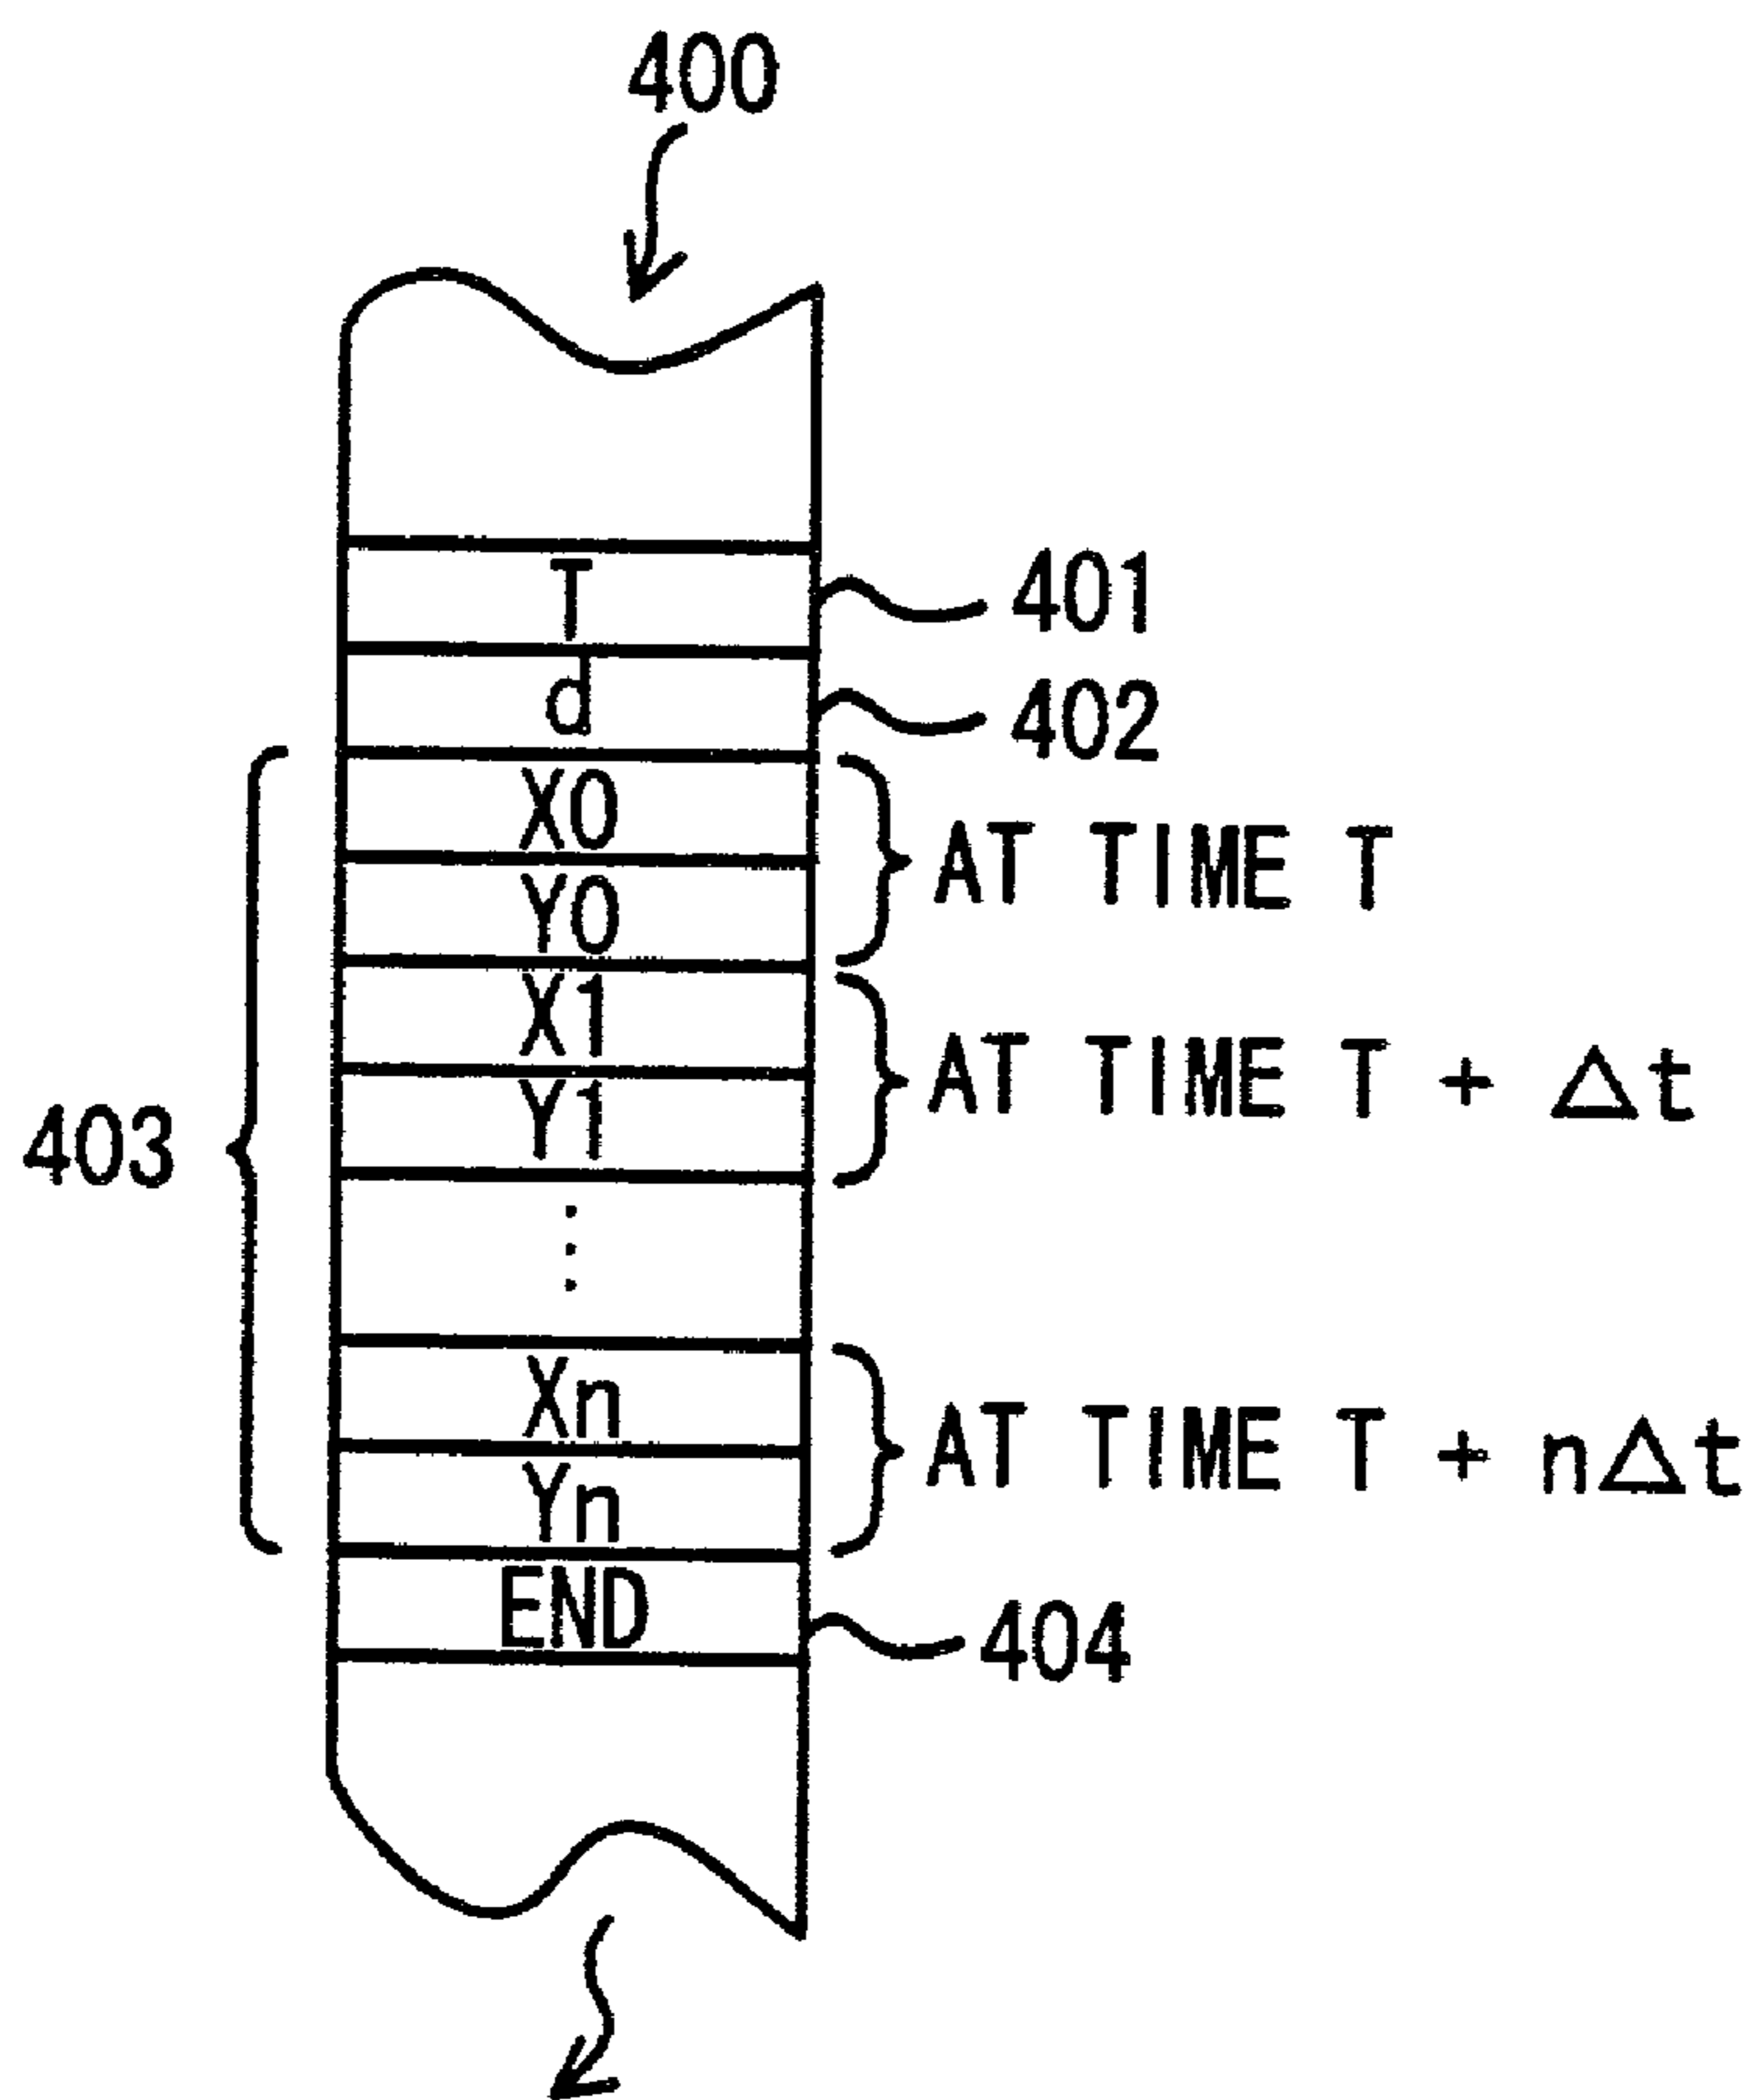 400
T 401
d 402
X0
Y0
AT TIME T
X1
Y1
AT TIME T + Δt
403
⋮
Xn
Yn
AT TIME T + nΔt
END 404